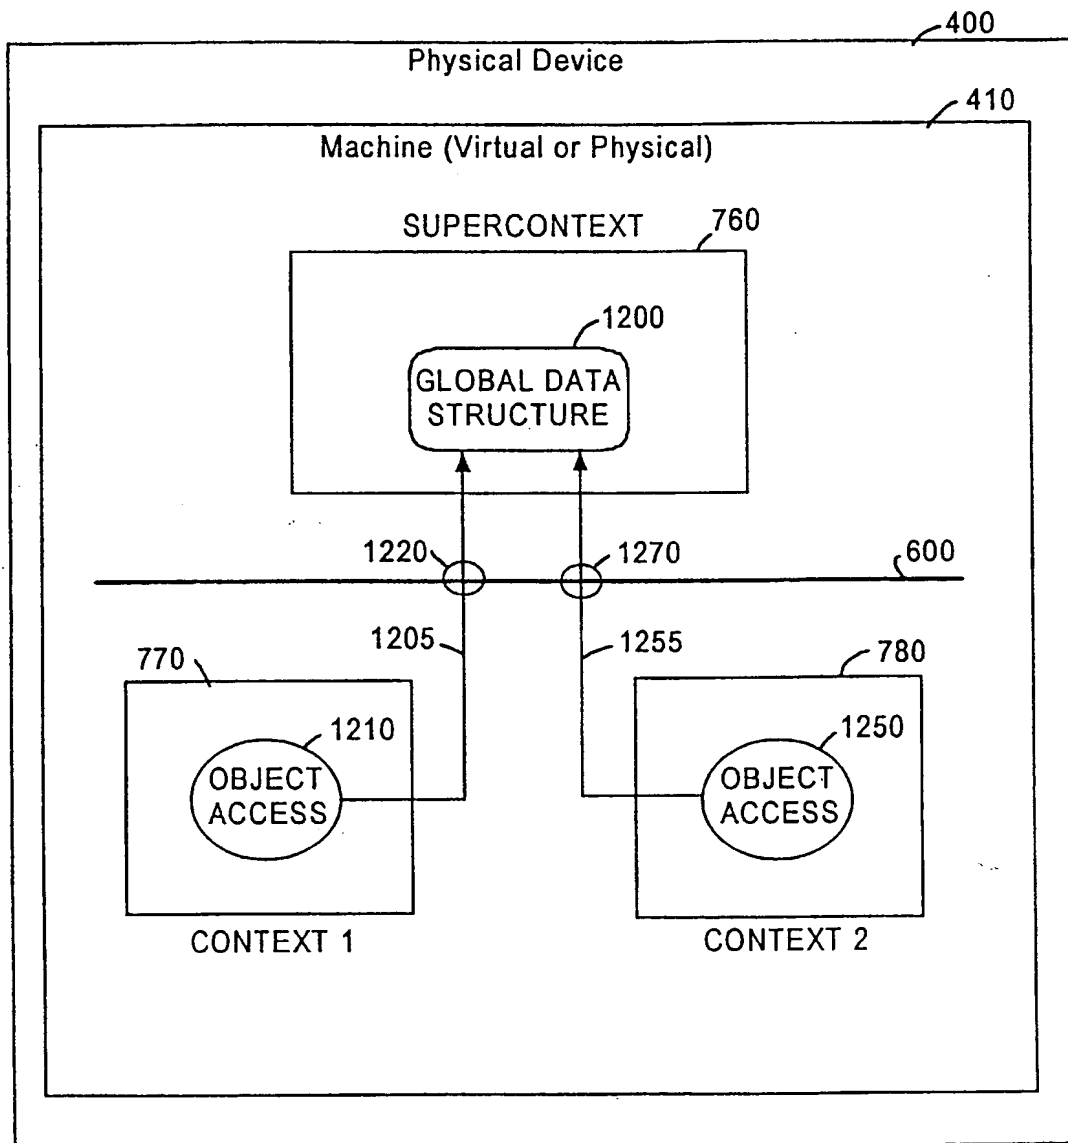 400
Physical Device
410
Machine (Virtual or Physical)
SUPERCONTEXT
760
1200
GLOBAL DATA
STRUCTURE
1220
1270
600
1205
1255
770
780
1210
1250
OBJECT
ACCESS
OBJECT
ACCESS
CONTEXT 1
CONTEXT 2